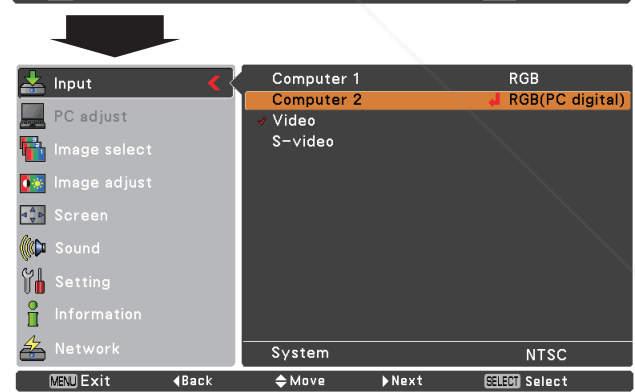 Input
Computer 1 RGB
Computer 2 RGB(PC digital)
PC adjust
Video
Image select
S-video
Image adjust
Screen
Sound
Setting
Information
Network
System NTSC
MENU Exit Back Move Next SELECT Select